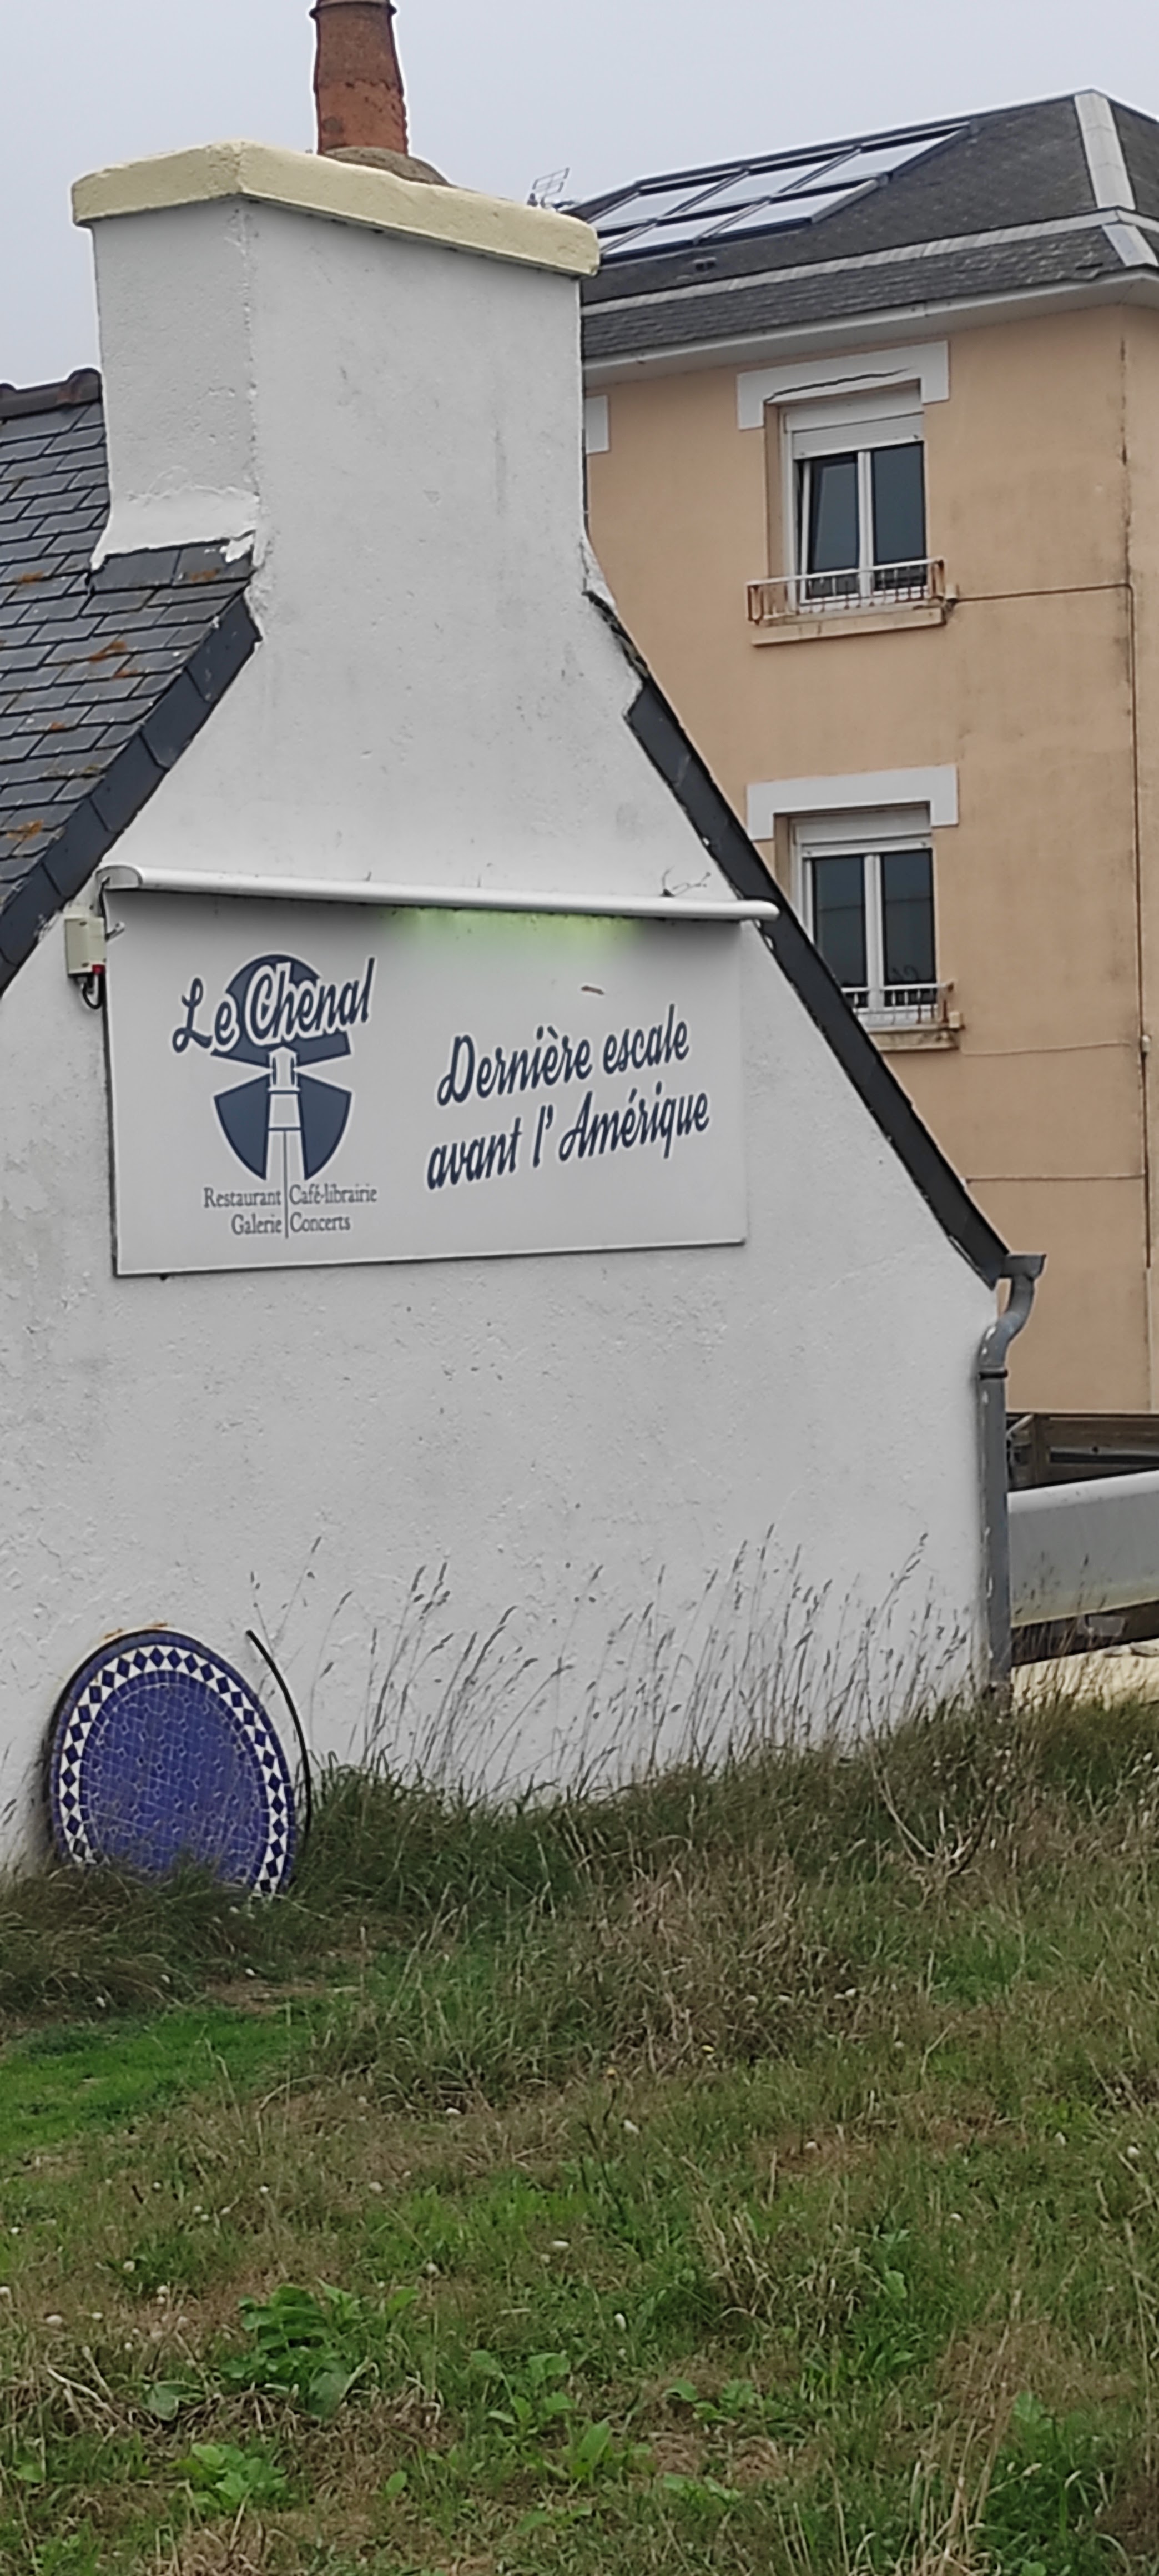 Le Chenal
Restaurant Café-librairie
Galerie Concerts
Dernière escale
avant l'Amérique